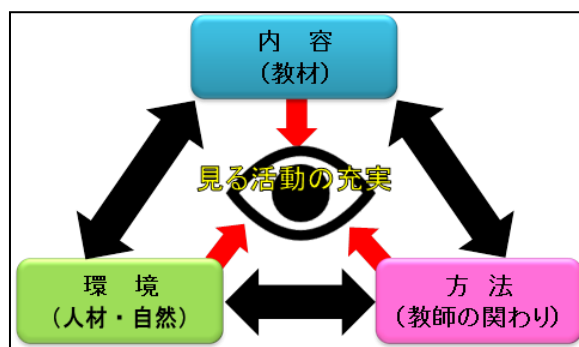 内　容
（教材）
見る活動の充実
環　境
（人材・自然）
方　法
（教師の関わり）